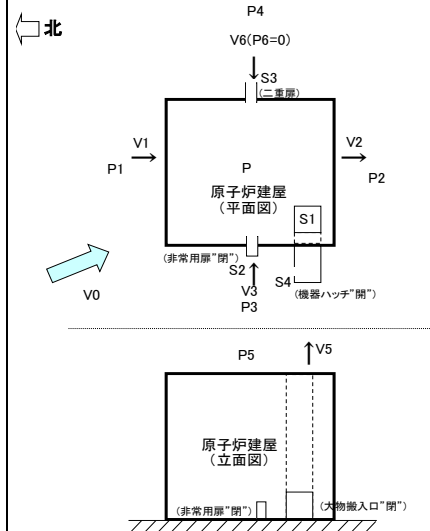 北
P4
V6(P6=0)
S3
(二重扉)
V1
P1
V2
P2
P
原子炉建屋
(平面図)
S1
(非常用扉"閉")
S2
V3
P3
S4
(機器ハッチ"開")
V0
P5
V5
原子炉建屋
(立面図)
(非常用扉"閉")
(大物搬入口"閉")